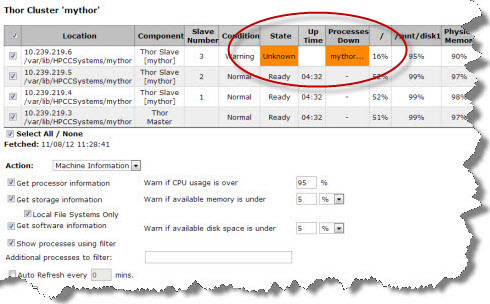 Thor Cluster 'mythor'
Location Component Slave Number Condition State Up Time Processes Down / /mnt/disk1 Memor
10.239.219.6 /var/lib/HPCCSystems/mythor Thor Slave [mythor] 3 Warning Unknown mythor... 16% 95% 90%
10.239.219.5 /var/lib/HPCCSystems/mythor Thor Slave [mythor] 2 Normal Ready 04:32 - 52% 99% 97%
10.239.219.4 /var/lib/HPCCSystems/mythor Thor Slave [mythor] 1 Normal Ready 04:32 - 52% 99% 98%
10.239.219.3 /var/lib/HPCCSystems/mythor Thor Master Normal Ready 04:32 - 51% 99% 97%
Select All / None
Fetched: 11/08/12 11:28:41
Action: Machine Information
Get processor information Warn if CPU usage is over 95 %
Get storage information Warn if available memory is under 5 %
Local File Systems Only
Get software information Warn if available disk space is under 5 %
Show processes using filter
Additional processes to filter:
Auto Refresh every 0 mins.